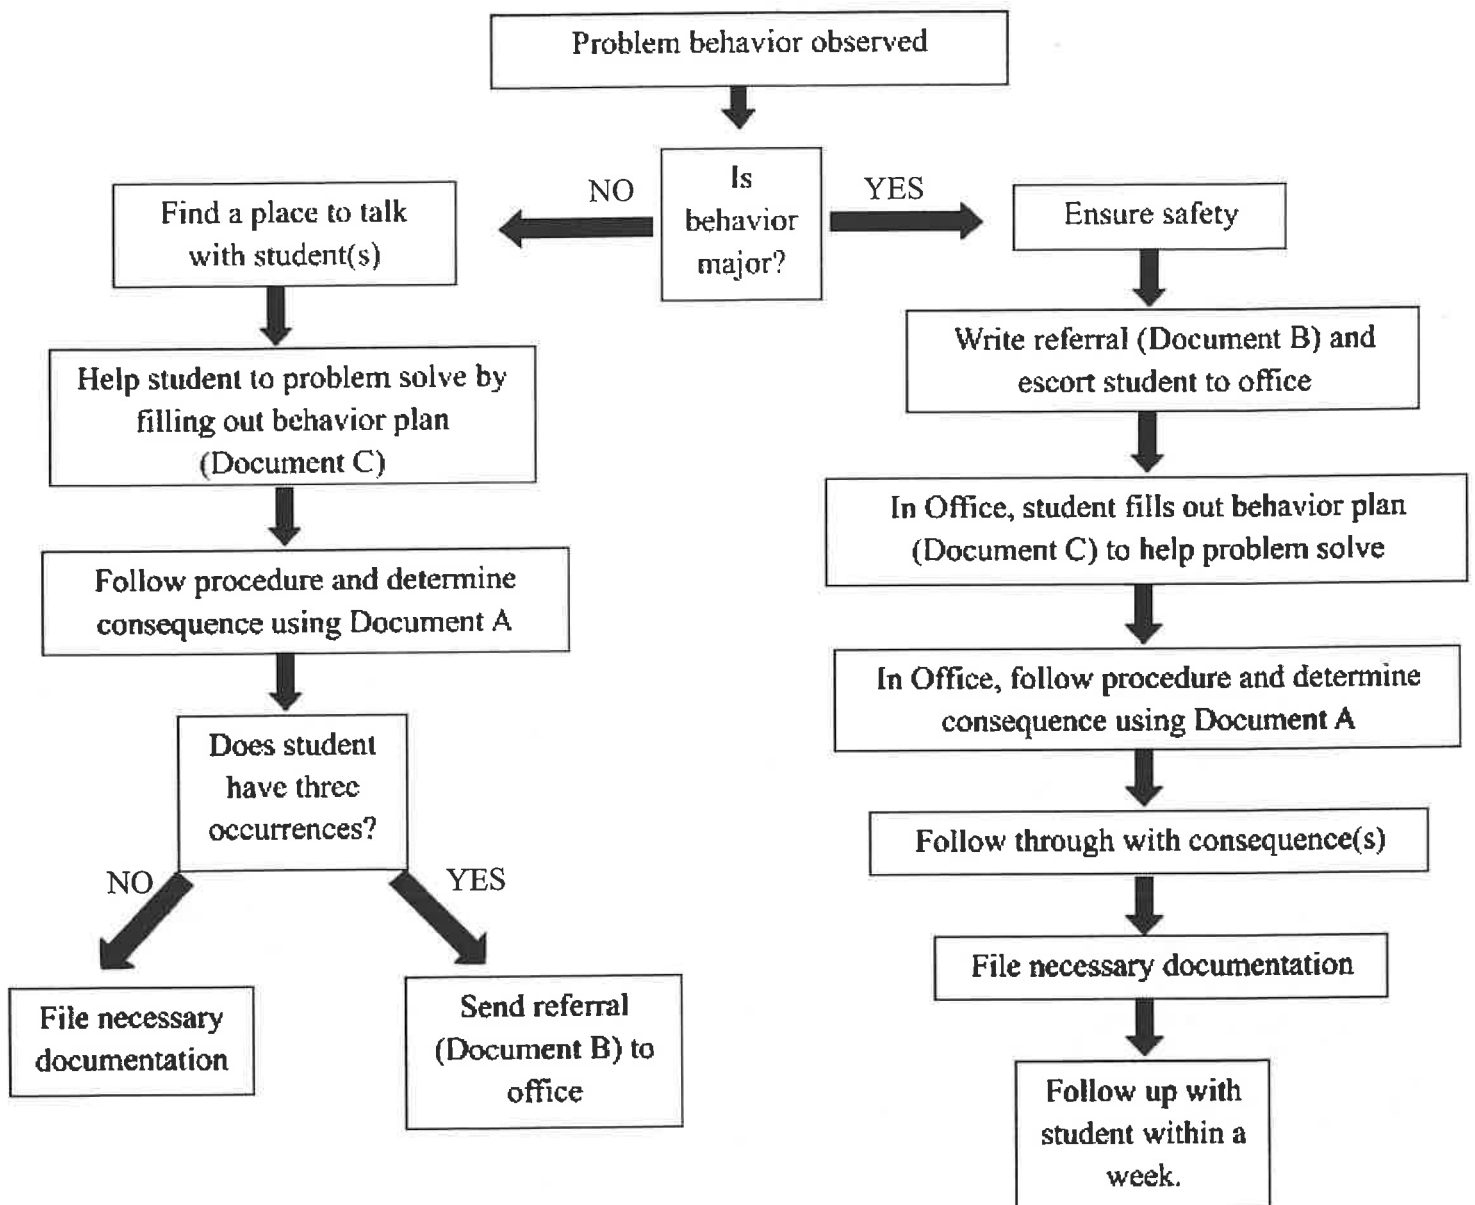 Problem behavior observed
NO
Is
behavior
major?
YES
Find a place to talk
with student(s)
Help student to problem solve by
filling out behavior plan
(Document C)
Follow procedure and determine
consequence using Document A
Does student
have three
occurrences?
NO
YES
File necessary
documentation
Send referral
(Document B) to
office
Ensure safety
Write referral (Document B) and
escort student to office
In Office, student fills out behavior plan
(Document C) to help problem solve
In Office, follow procedure and determine
consequence using Document A
Follow through with consequence(s)
File necessary documentation
Follow up with
student within a
week.